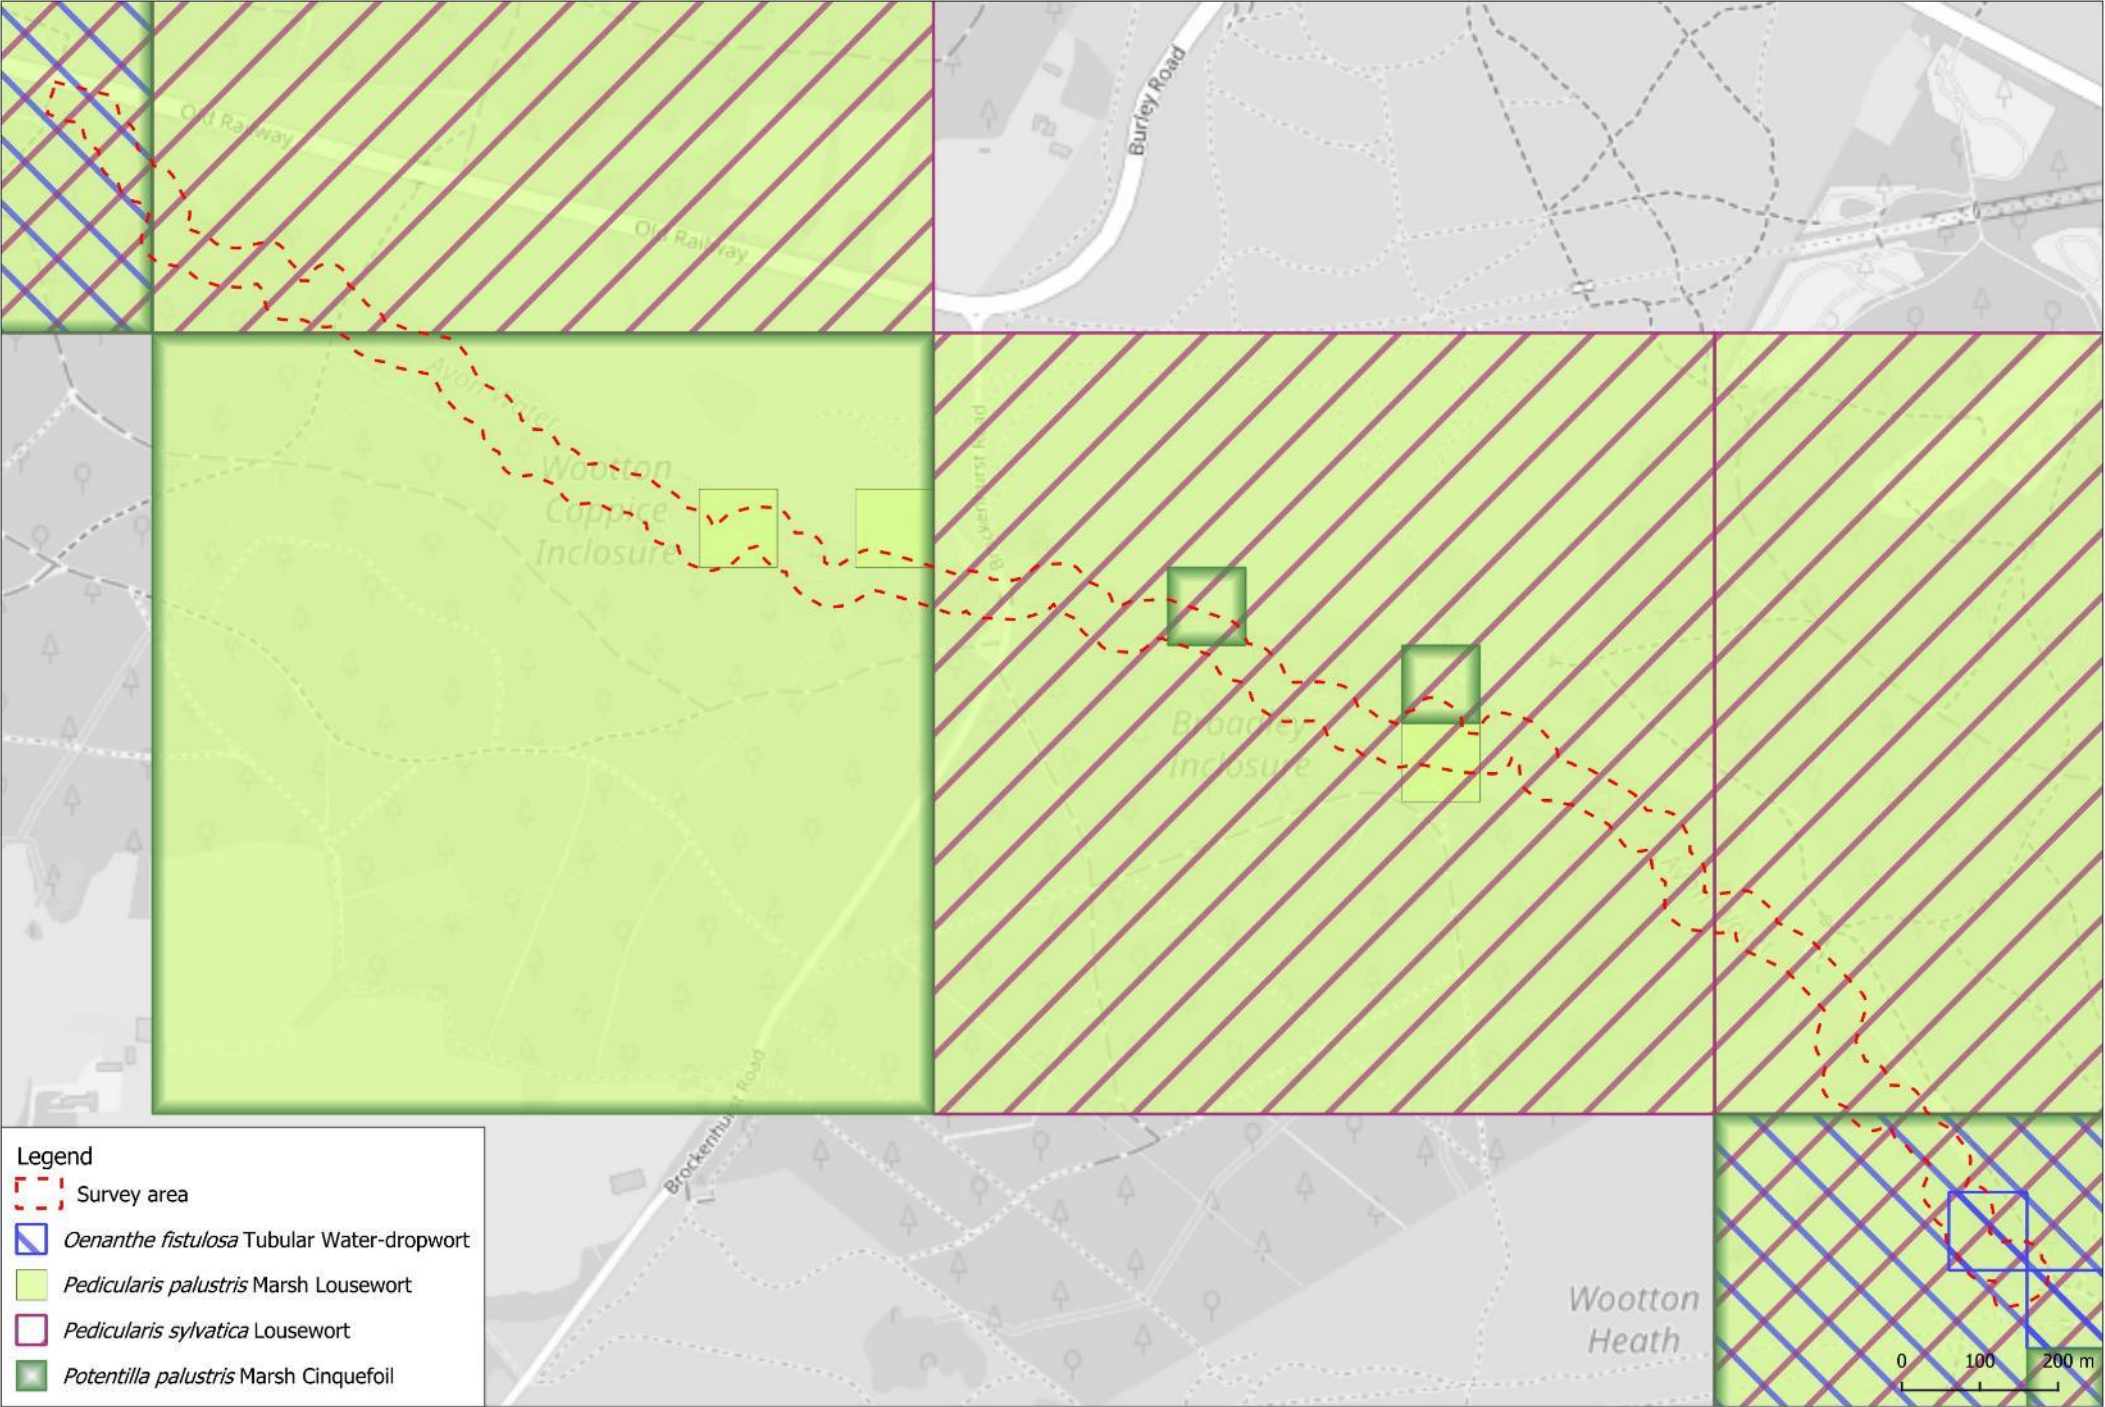 Burley Road
Old Railway
Old Railway
Avon Water
Wootton
Coppice
Inclosure
Brockenhurst Road
Broadley
Inclosure
Avon Water
Brockenhurst Road
Wootton
Heath
Legend
Survey area
Oenanthe fistulosa Tubular Water-dropwort
Pedicularis palustris Marsh Lousewort
Pedicularis sylvatica Lousewort
Potentilla palustris Marsh Cinquefoil
0 100 200 m